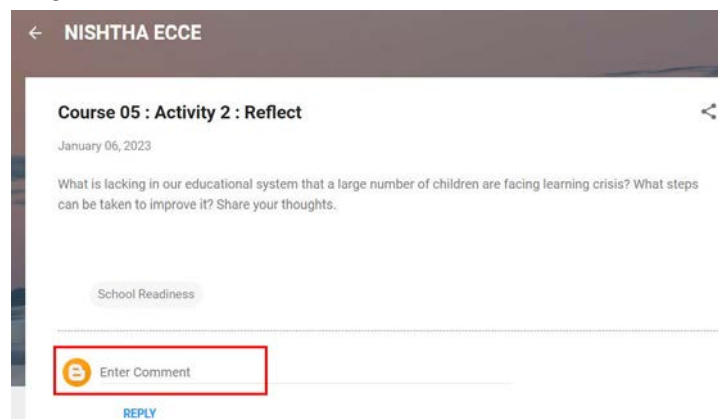 NISHTHA ECCE
Course 05 : Activity 2 : Reflect
January 06, 2023
What is lacking in our educational system that a large number of children are facing learning crisis? What steps
can be taken to improve it? Share your thoughts.
School Readiness
Enter Comment
REPLY